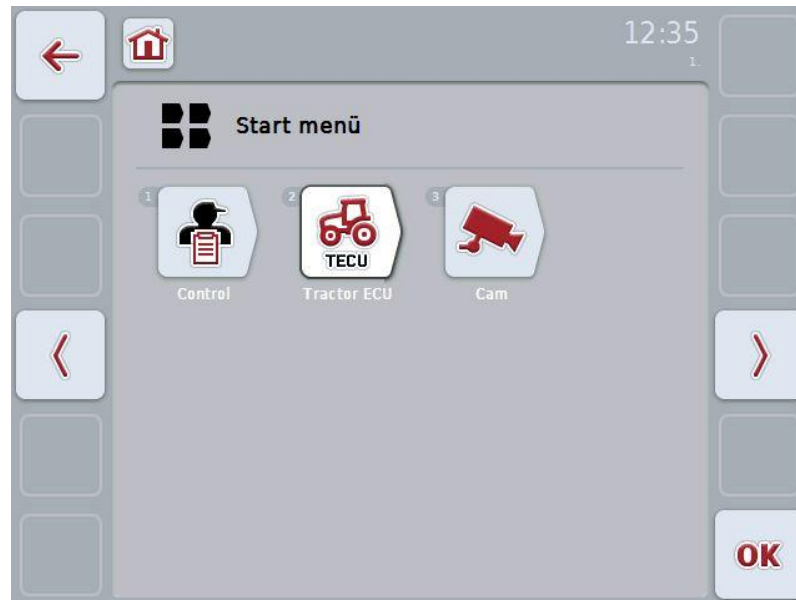 12:35
1.
Start menü
1
2
3
TECU
Control
Tractor ECU
Cam
OK